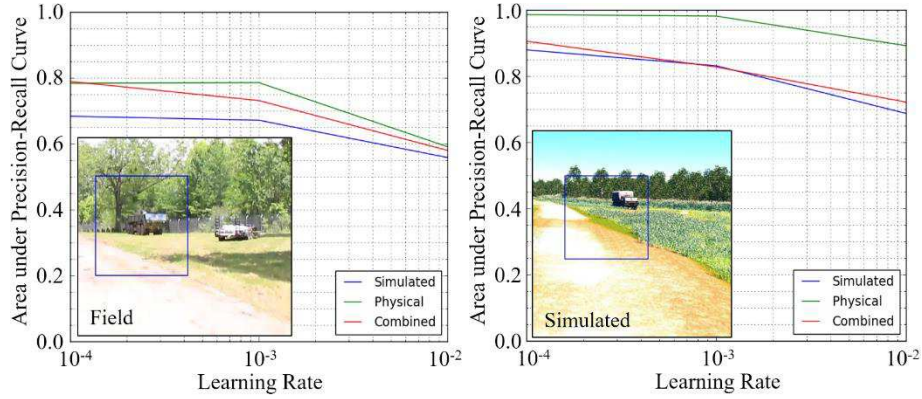 Area under Precision-Recall Curve
1.0
0.8
0.6
0.4
0.2
0.0
Field
Simulated
Physical
Combined
10⁻⁴
10⁻³
10⁻²
Learning Rate
Area under Precision-Recall Curve
1.0
0.8
0.6
0.4
0.2
0.0
Simulated
Simulated
Physical
Combined
10⁻⁴
10⁻³
10⁻²
Learning Rate